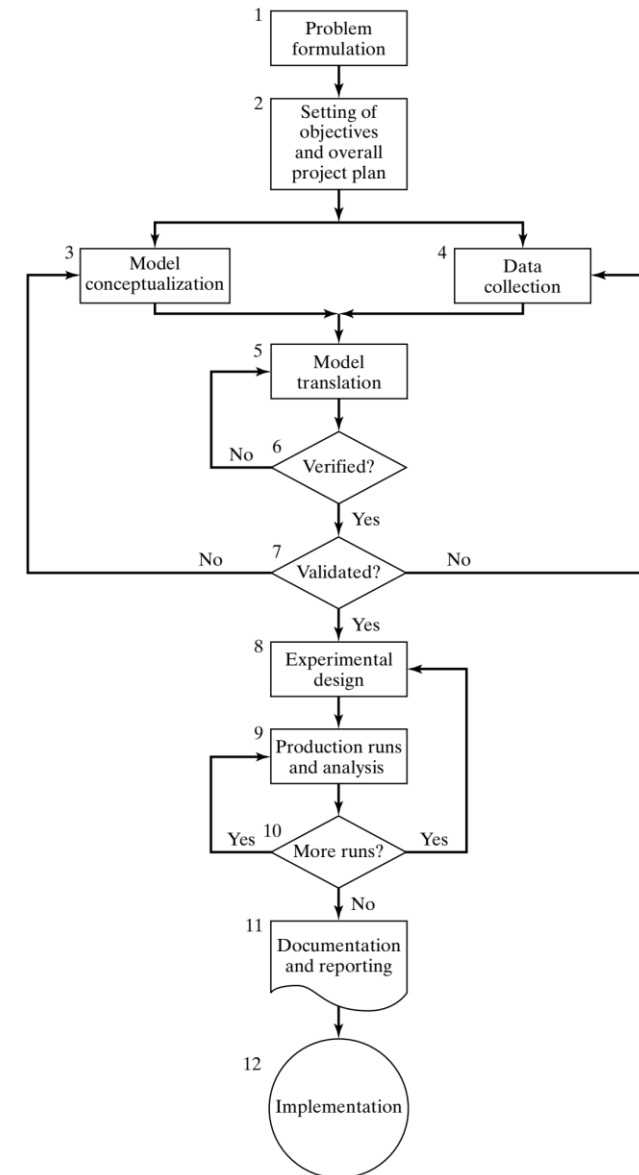 1
Problem
formulation
2
Setting of
objectives
and overall
project plan
3
Model
conceptualization
4
Data
collection
5
Model
translation
6
No
Verified?
Yes
No
7
Validated?
No
Yes
8
Experimental
design
9
Production runs
and analysis
Yes
10
More runs?
Yes
No
11
Documentation
and reporting
12
Implementation